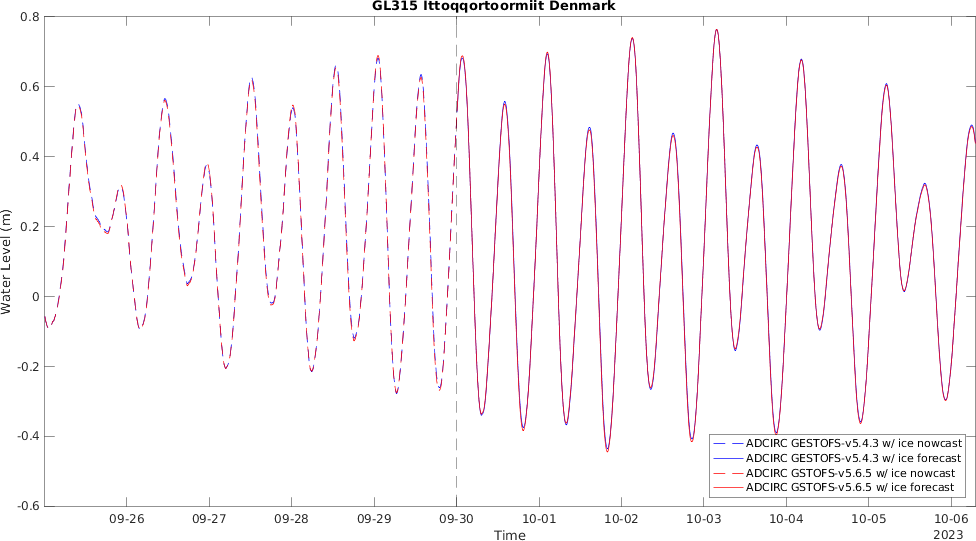 GL315 Ittoqqortoormiit Denmark
0.8
0.6
0.4
0.2
0
-0.2
-0.4
-0.6
Water Level (m)
ADCIRC GESTOFS-v5.4.3 w/ ice nowcast
ADCIRC GESTOFS-v5.4.3 w/ ice forecast
ADCIRC GSTOFS-v5.6.5 w/ ice nowcast
ADCIRC GSTOFS-v5.6.5 w/ ice forecast
09-26 09-27 09-28 09-29 09-30 10-01 10-02 10-03 10-04 10-05 10-06
Time 2023